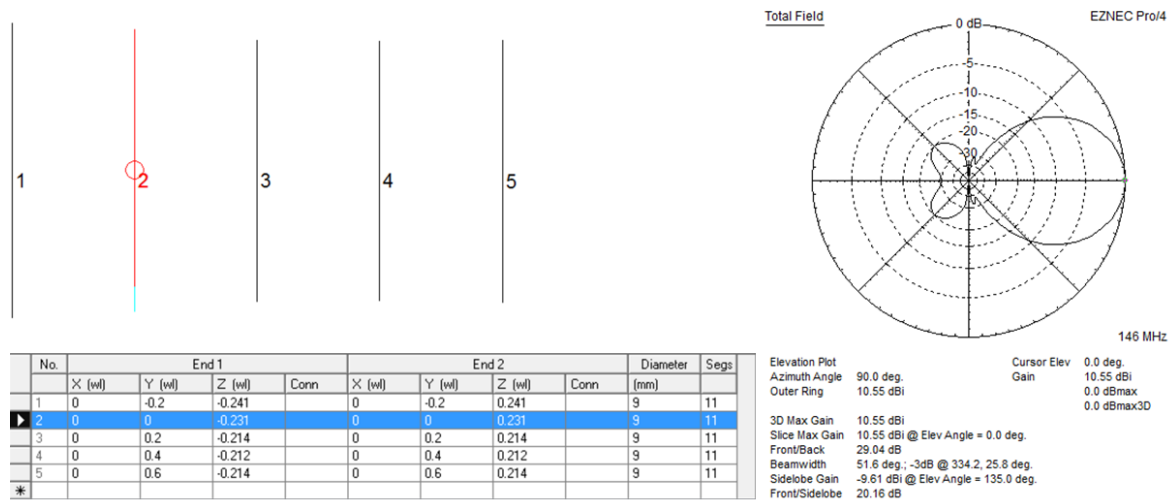 1
2
3
4
5
Total Field
EZNEC Pro/4
0 dB
-5
-10
-15
-20
-30
146 MHz
No. End 1 End 2 Diameter Segs
X (wl) Y (wl) Z (wl) Conn X (wl) Y (wl) Z (wl) Conn (mm)
1 0 -0.2 -0.241 0 -0.2 0.241 9 11
2 0 0 -0.231 0 0 0.231 9 11
3 0 0.2 -0.214 0 0.2 0.214 9 11
4 0 0.4 -0.212 0 0.4 0.212 9 11
5 0 0.6 -0.214 0 0.6 0.214 9 11
*
Elevation Plot Cursor Elev 0.0 deg.
Azimuth Angle 90.0 deg. Gain 10.55 dBi
Outer Ring 10.55 dBi 0.0 dBmax
0.0 dBmax3D
3D Max Gain 10.55 dBi
Slice Max Gain 10.55 dBi @ Elev Angle = 0.0 deg.
Front/Back 29.04 dB
Beamwidth 51.6 deg.; -3dB @ 334.2, 25.8 deg.
Sidelobe Gain -9.61 dBi @ Elev Angle = 135.0 deg.
Front/Sidelobe 20.16 dB